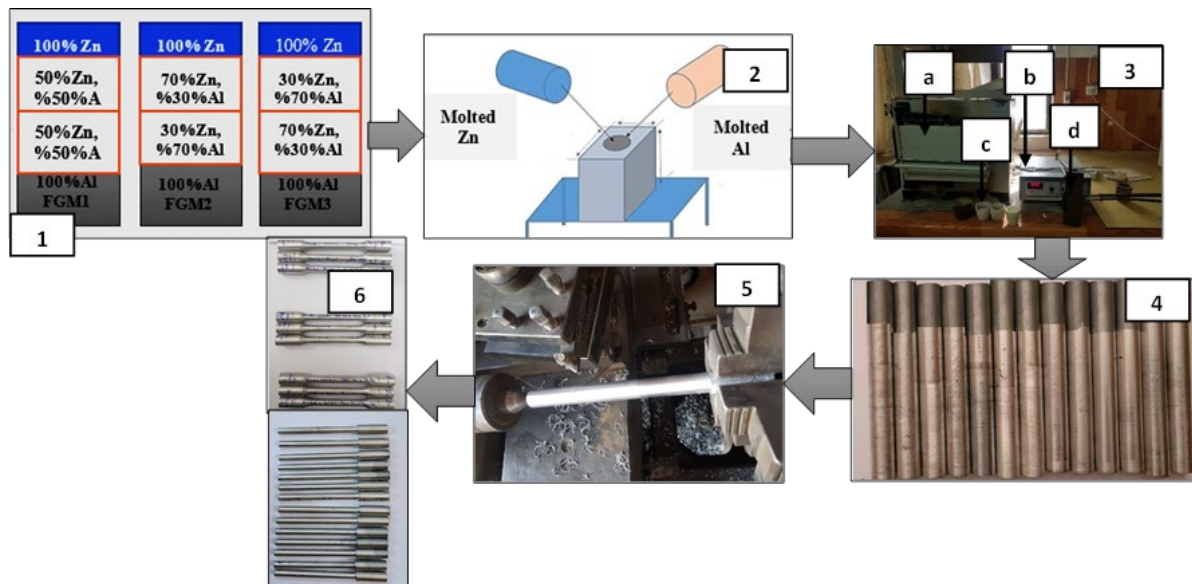 100% Zn
50%Zn,
%50%A
50%Zn,
%50%A
100%Al
FGM1
100% Zn
70%Zn,
%30%Al
30%Zn,
%70%Al
100%Al
FGM2
100% Zn
30%Zn,
%70%Al
70%Zn,
%30%Al
100%Al
FGM3
1
Molted
Zn
2
Molted
Al
a
b
3
c
d
4
5
6